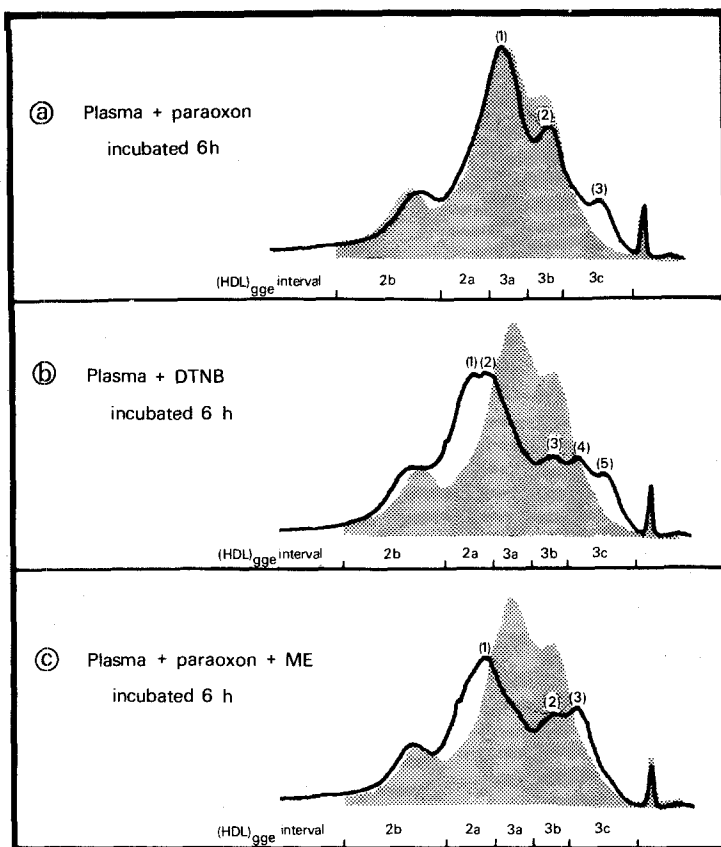 ⓐ Plasma + paraoxon
incubated 6h
(1)
(2)
(3)
(HDL)gge interval 2b 2a 3a 3b 3c
ⓑ Plasma + DTNB
incubated 6 h
(1) (2)
(3) (4)
(5)
(HDL)gge interval 2b 2a 3a 3b 3c
ⓒ Plasma + paraoxon + ME
incubated 6 h
(1)
(2) (3)
(HDL)gge interval 2b 2a 3a 3b 3c